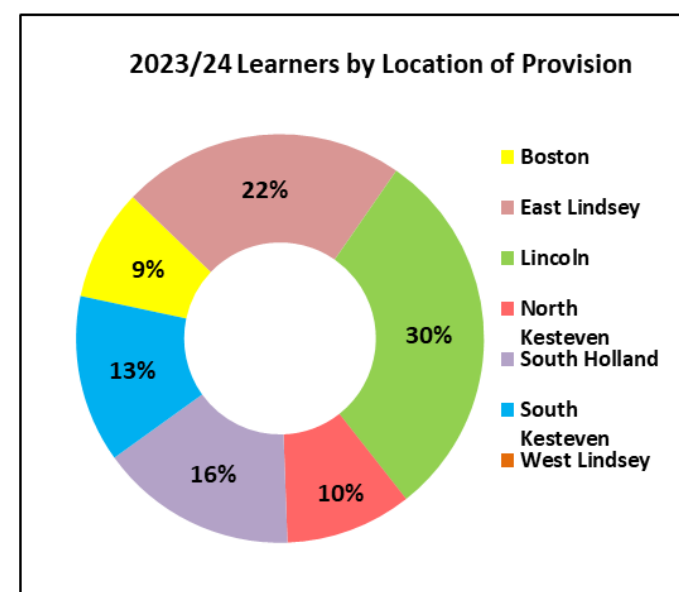 2023/24 Learners by Location of Provision
22%
9%
30%
13%
16%
10%
Boston
East Lindsey
Lincoln
North
Kesteven
South Holland
South
Kesteven
West Lindsey